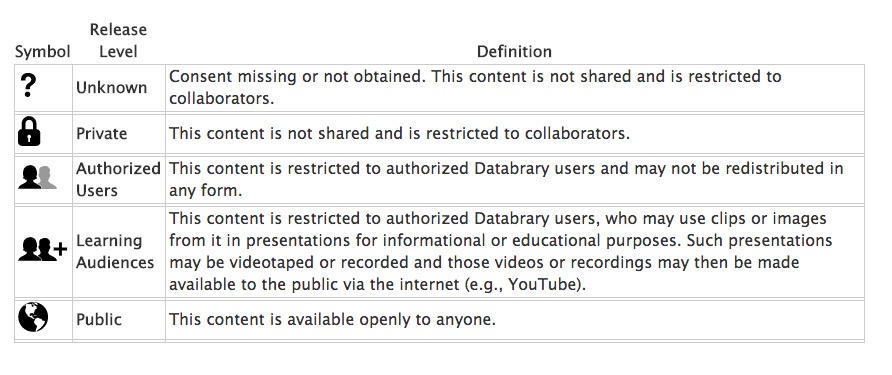 Release
Symbol Level Definition
? Unknown Consent missing or not obtained. This content is not shared and is restricted to
collaborators.
Private This content is not shared and is restricted to collaborators.
Authorized This content is restricted to authorized Databrary users and may not be redistributed in
Users any form.
This content is restricted to authorized Databrary users, who may use clips or images
Learning from it in presentations for informational or educational purposes. Such presentations
Audiences may be videotaped or recorded and those videos or recordings may then be made
available to the public via the internet (e.g., YouTube).
Public This content is available openly to anyone.